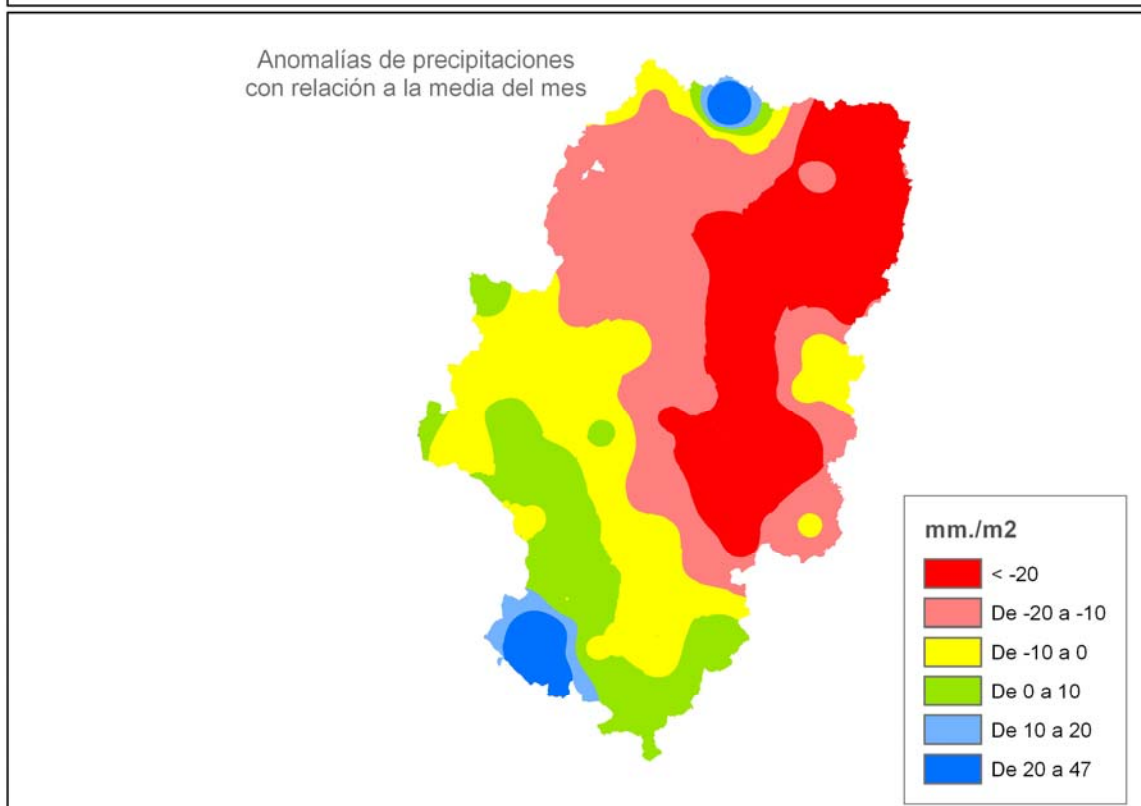 Anomalías de precipitaciones
con relación a la media del mes
mm./m2
< -20
De -20 a -10
De -10 a 0
De 0 a 10
De 10 a 20
De 20 a 47